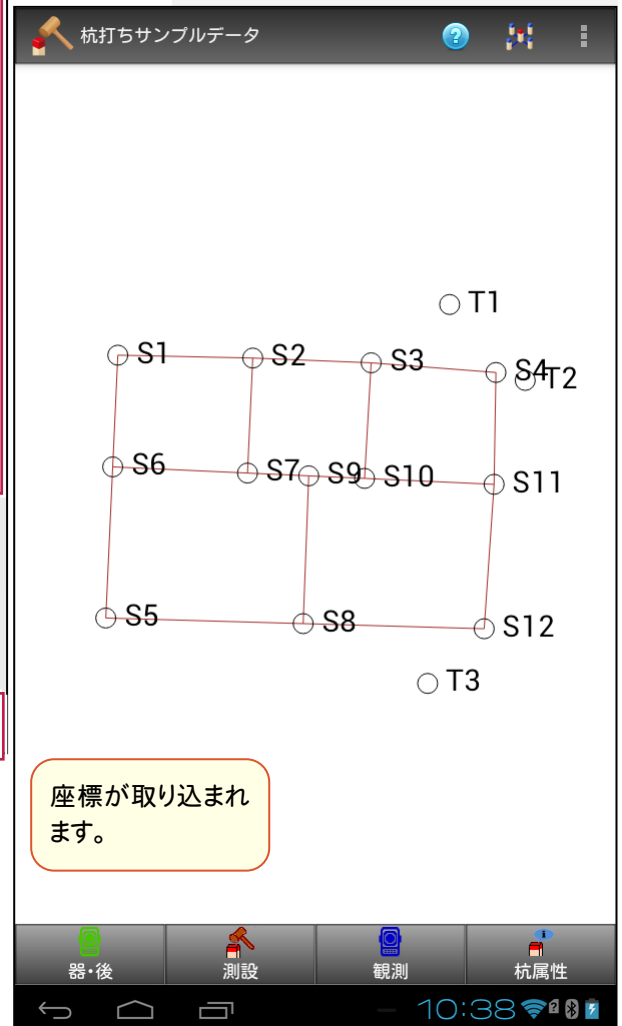 杭打ちサンプルデータ
T1
S1 S2 S3 S4 T2
S6 S7 S9 S10 S11
S5 S8 S12
T3
座標が取り込まれ
ます。
器・後 測設 観測 杭属性
10:38